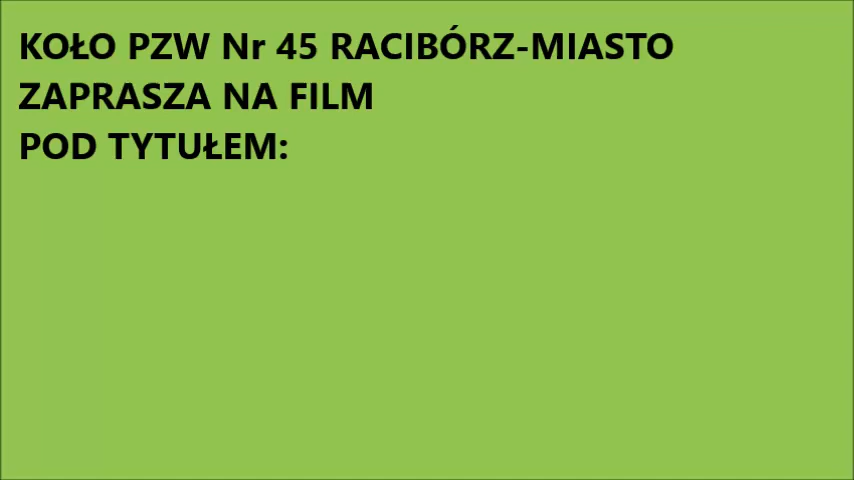 KOŁO PZW Nr 45 RACIBÓRZ-MIASTO
ZAPRASZA NA FILM
POD TYTUŁEM: